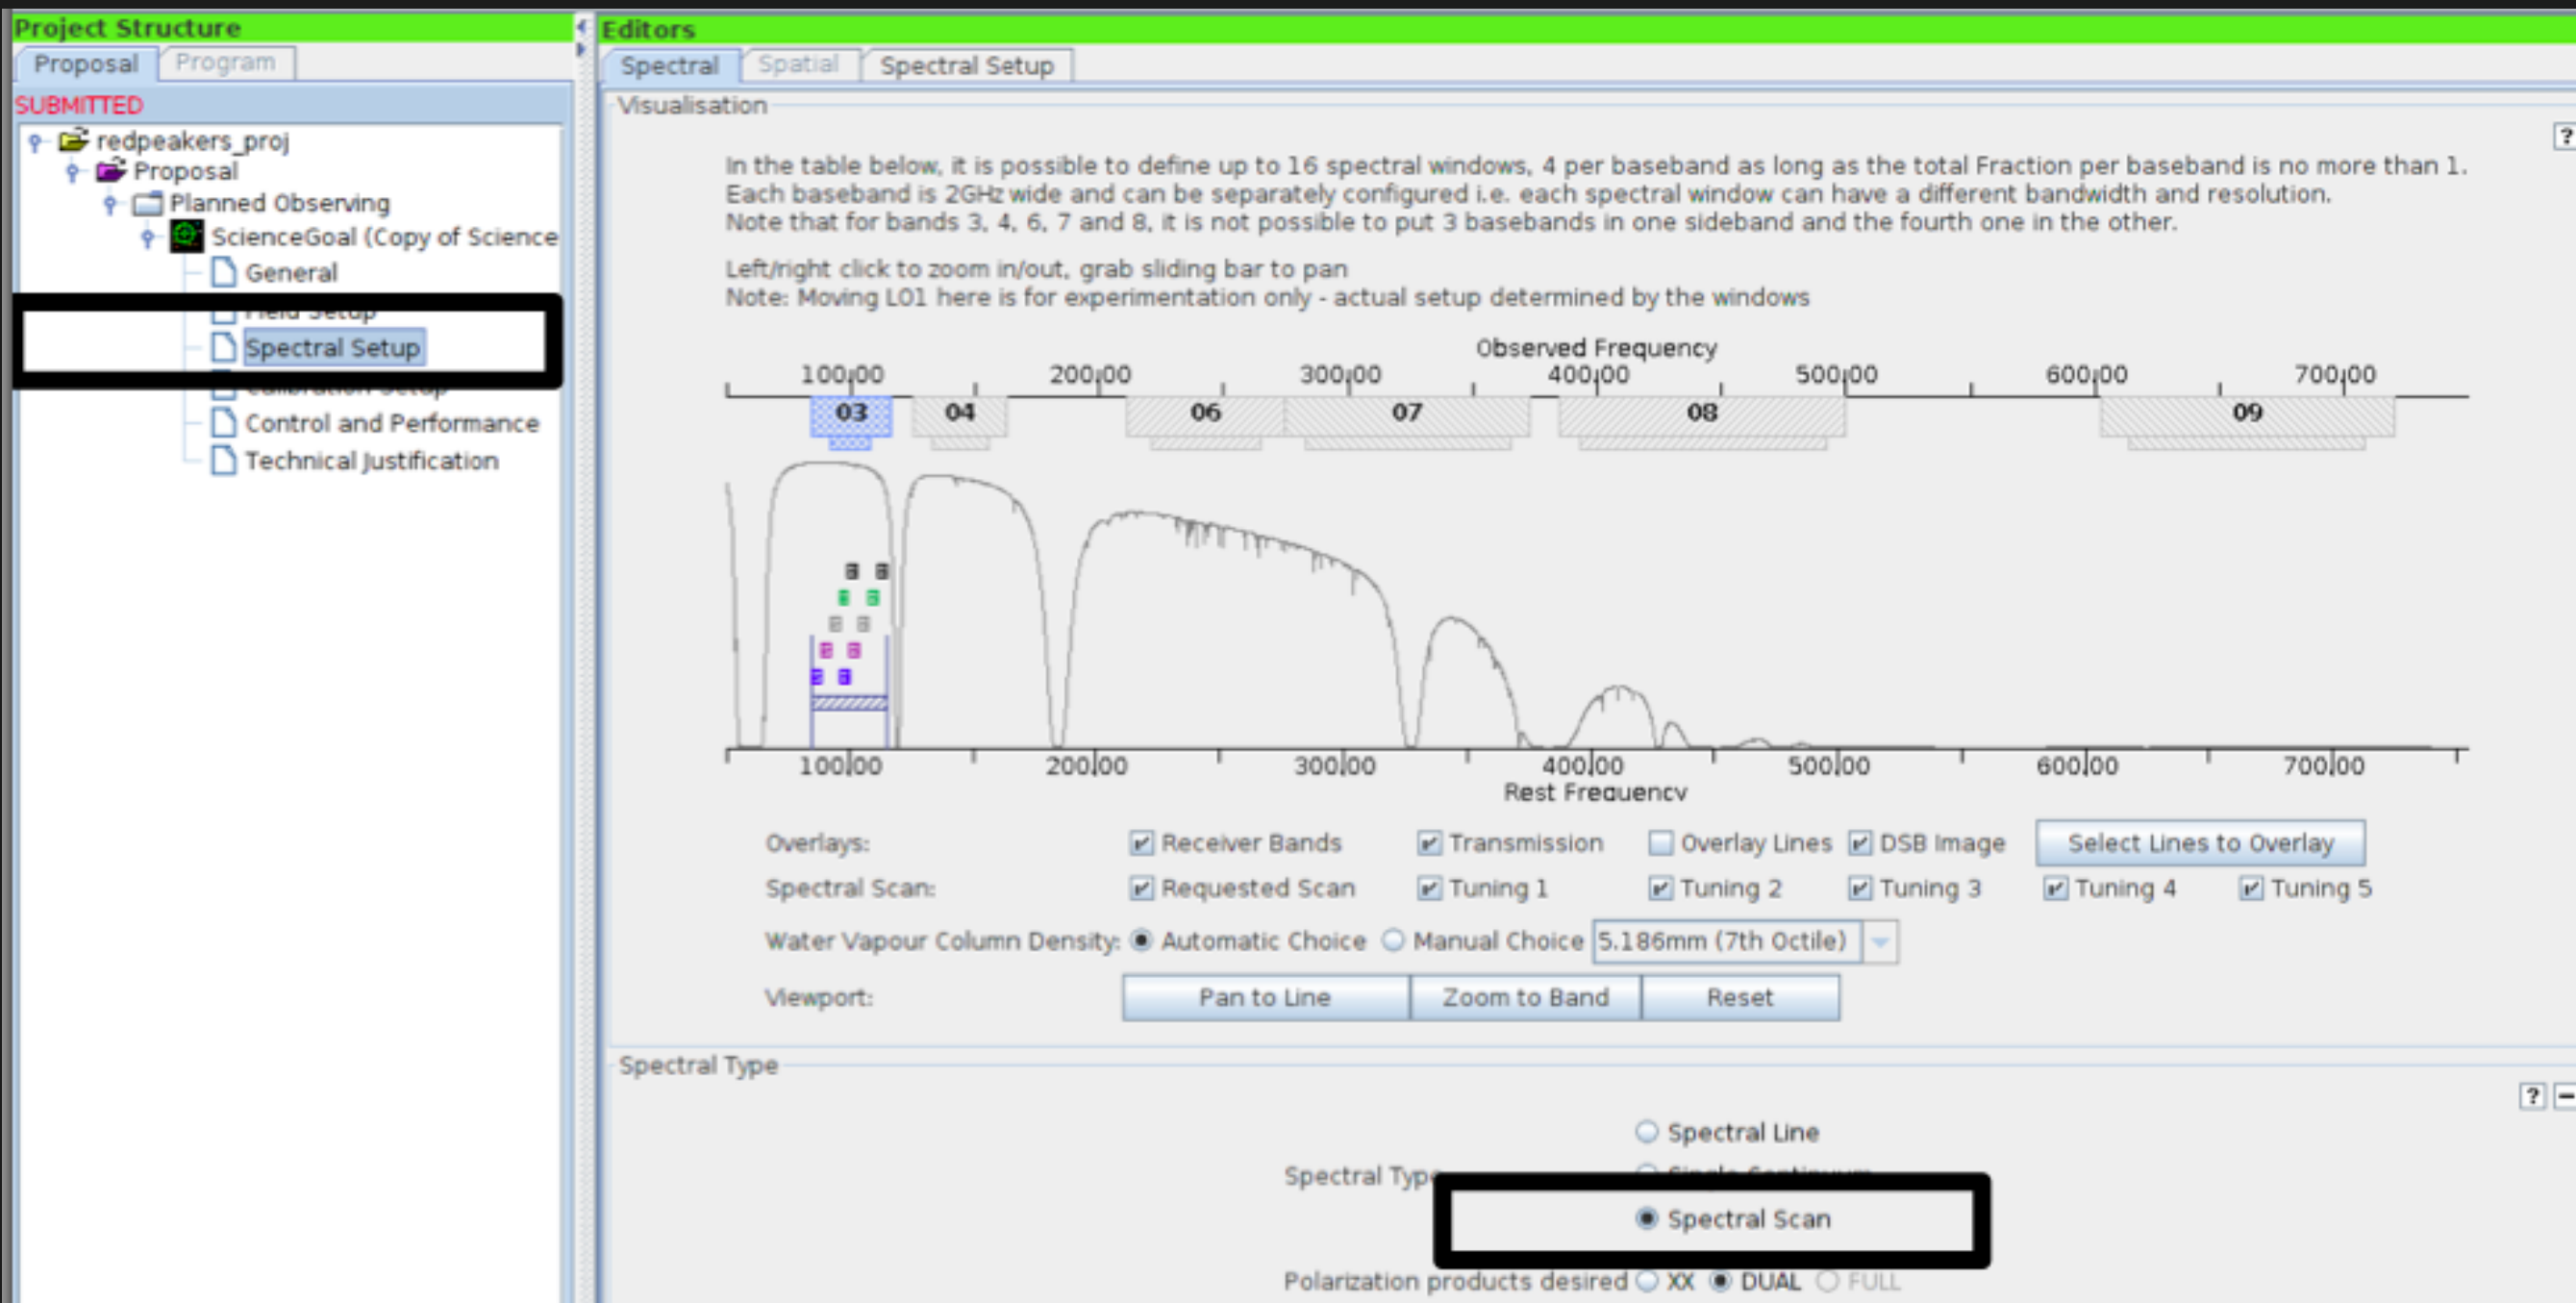 Project Structure
Proposal Program
SUBMITTED
redpeakers_proj
Proposal
Planned Observing
ScienceGoal (Copy of Science
General
Field Setup
Spectral Setup
Calibration Setup
Control and Performance
Technical Justification
Editors
Spectral Spatial Spectral Setup
Visualisation
?
In the table below, it is possible to define up to 16 spectral windows, 4 per baseband as long as the total Fraction per baseband is no more than 1.
Each baseband is 2GHz wide and can be separately configured i.e. each spectral window can have a different bandwidth and resolution.
Note that for bands 3, 4, 6, 7 and 8, it is not possible to put 3 basebands in one sideband and the fourth one in the other.
Left/right click to zoom in/out, grab sliding bar to pan
Note: Moving LO1 here is for experimentation only - actual setup determined by the windows
Observed Frequency
100,00 200,00 300,00 400,00 500,00 600,00 700,00
03 04 06 07 08 09
100,00 200,00 300,00 400,00 500,00 600,00 700,00
Rest Frequency
Overlays: Receiver Bands Transmission Overlay Lines DSB Image Select Lines to Overlay
Spectral Scan: Requested Scan Tuning 1 Tuning 2 Tuning 3 Tuning 4 Tuning 5
Water Vapour Column Density: Automatic Choice Manual Choice 5.186mm (7th Octile)
Viewport: Pan to Line Zoom to Band Reset
Spectral Type
?
Spectral Line
Spectral Type Single Continuum
Spectral Scan
Polarization products desired XX DUAL FULL